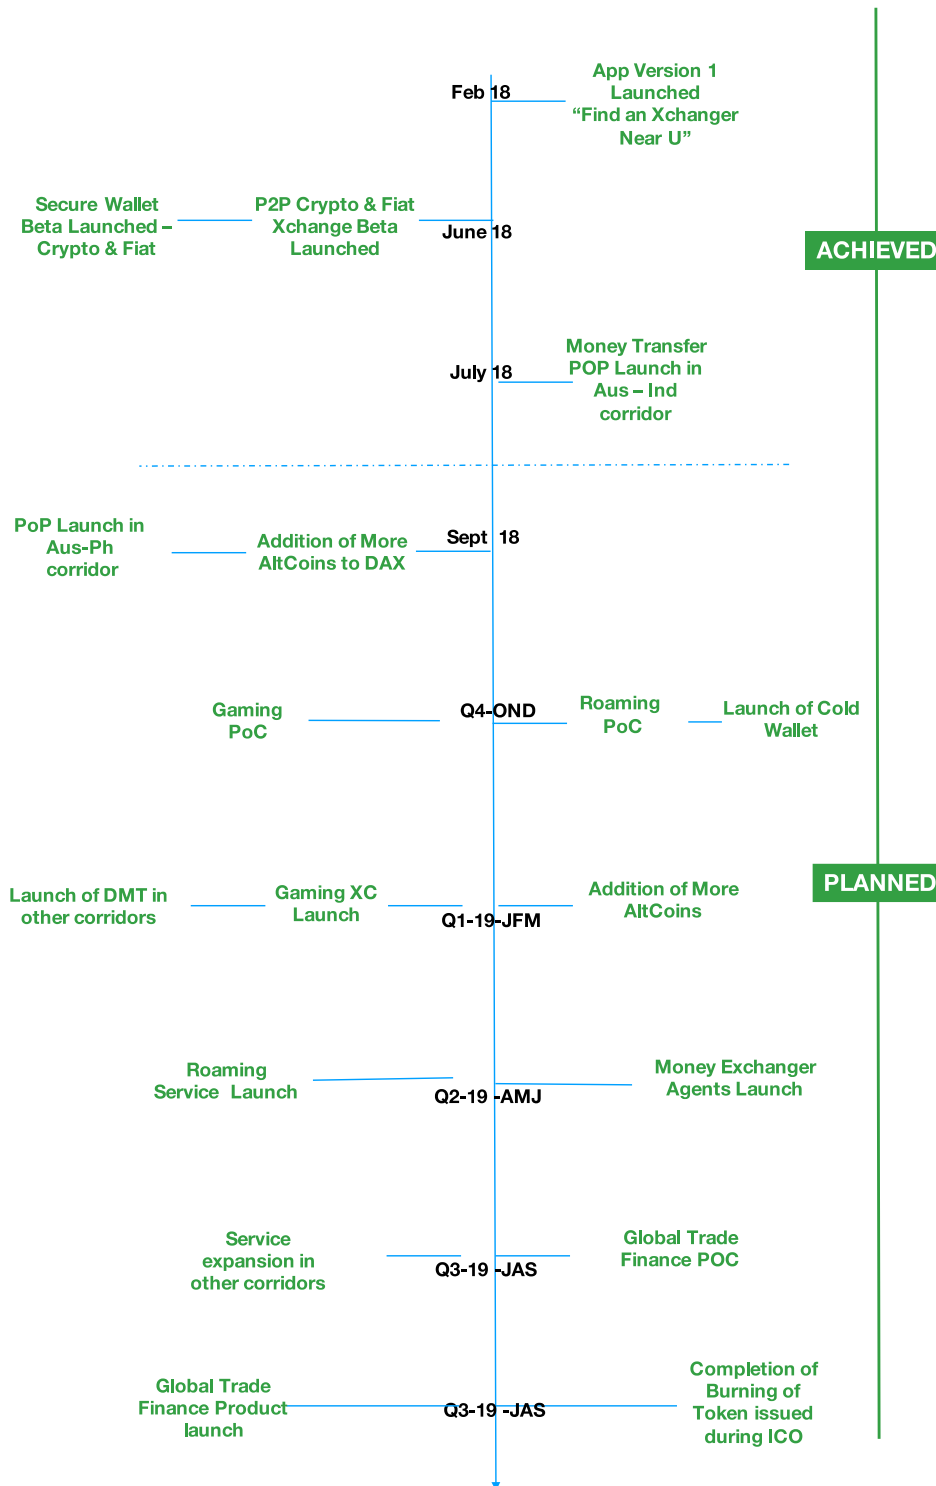 Feb 18
App Version 1
Launched
“Find an Xchanger
Near U”
Secure Wallet
Beta Launched –
Crypto & Fiat
P2P Crypto & Fiat
Xchange Beta
Launched
June 18
ACHIEVED
July 18
Money Transfer
POP Launch in
Aus – Ind
corridor
PoP Launch in
Aus-Ph
corridor
Addition of More
AltCoins to DAX
Sept 18
Gaming
PoC
Q4-OND
Roaming
PoC
Launch of Cold
Wallet
PLANNED
Launch of DMT in
other corridors
Gaming XC
Launch
Q1-19-JFM
Addition of More
AltCoins
Roaming
Service Launch
Q2-19 -AMJ
Money Exchanger
Agents Launch
Service
expansion in
other corridors
Q3-19 -JAS
Global Trade
Finance POC
Global Trade
Finance Product
launch
Q3-19 -JAS
Completion of
Burning of
Token issued
during ICO